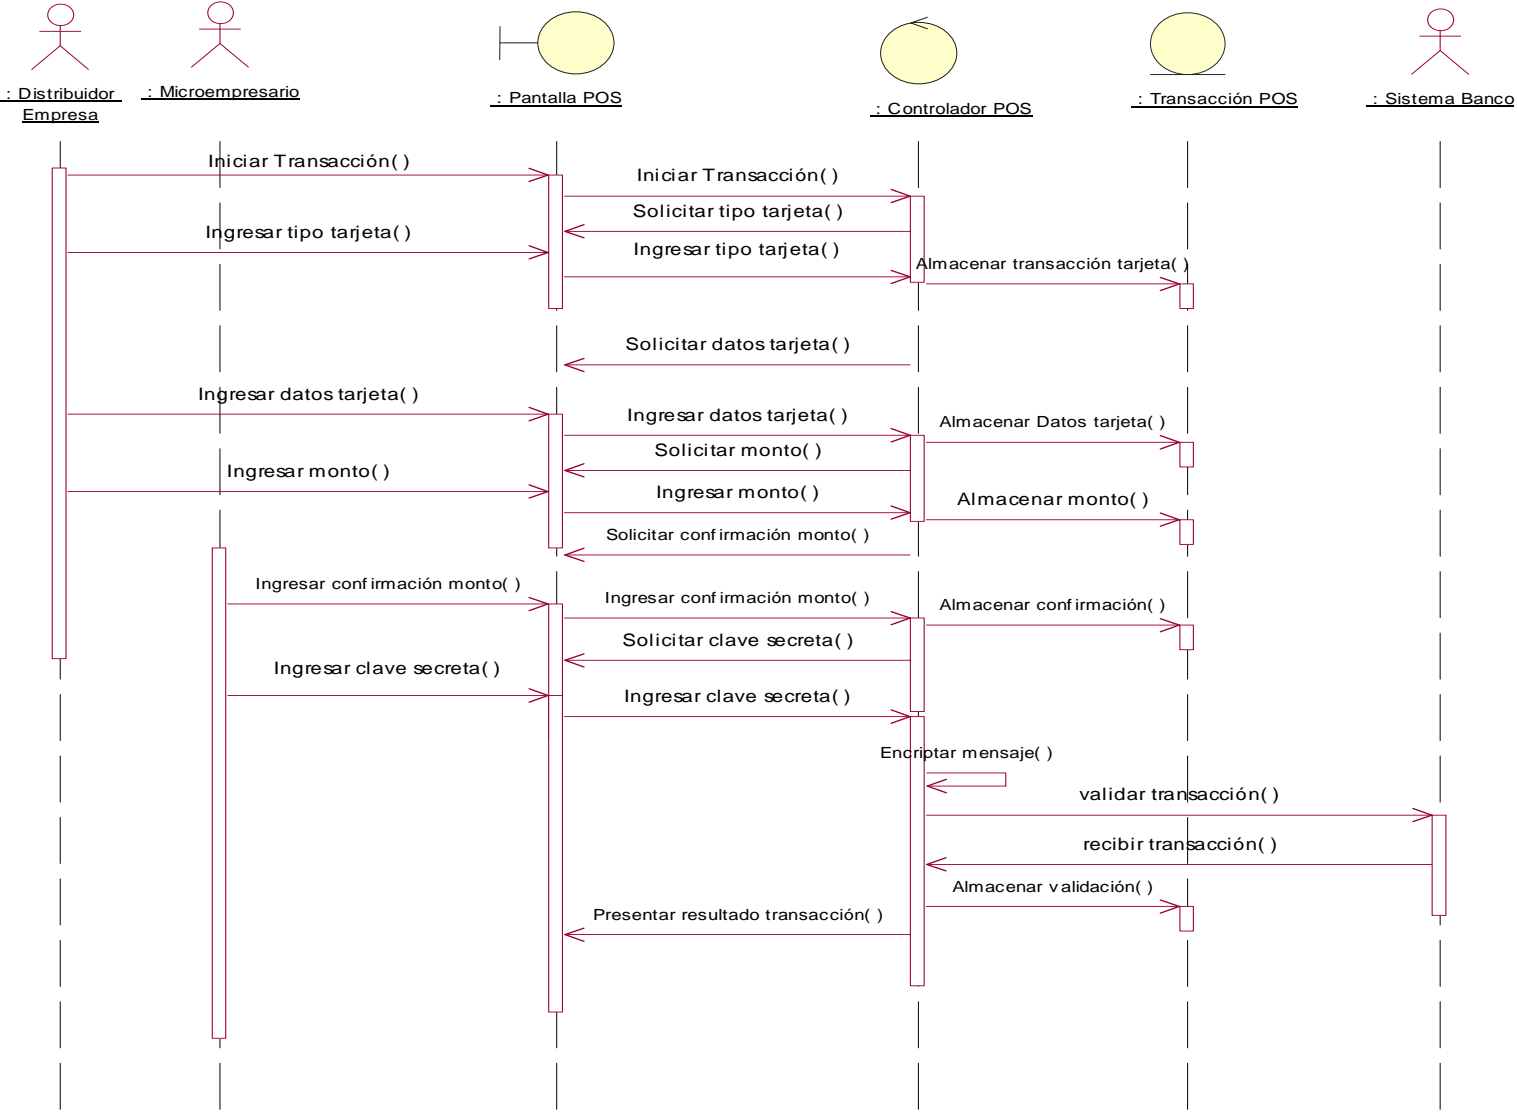 : Distribuidor
Empresa
: Microempresario
: Pantalla POS
: Controlador POS
: Transacción POS
: Sistema Banco
Iniciar Transacción( )
Iniciar Transacción( )
Solicitar tipo tarjeta( )
Ingresar tipo tarjeta( )
Ingresar tipo tarjeta( )
Almacenar transacción tarjeta( )
Solicitar datos tarjeta( )
Ingresar datos tarjeta( )
Ingresar datos tarjeta( )
Almacenar Datos tarjeta( )
Solicitar monto( )
Ingresar monto( )
Ingresar monto( )
Almacenar monto( )
Solicitar confirmación monto( )
Ingresar confirmación monto( )
Ingresar confirmación monto( )
Almacenar confirmación( )
Solicitar clave secreta( )
Ingresar clave secreta( )
Ingresar clave secreta( )
Encriptar mensaje( )
validar transacción( )
recibir transacción( )
Almacenar validación( )
Presentar resultado transacción( )